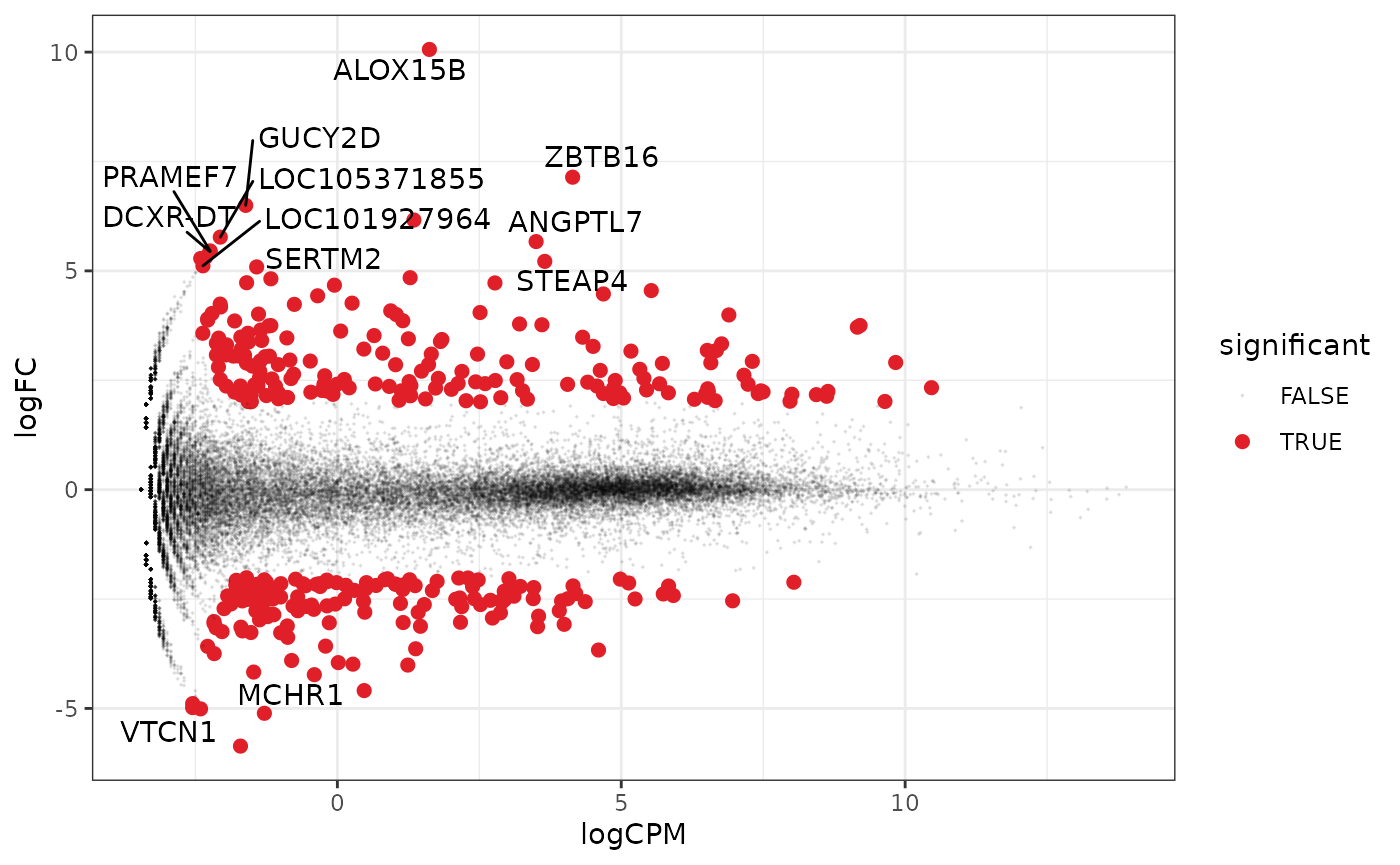 10
ALOX15B
GUCY2D
ZBTB16
PRAMEF7
LOC105371855
DCXR-DT
LOC101927964
ANGPTL7
SERTM2
5
STEAP4
logFC
0
MCHR1
-5
VTCN1
0
5
10
logCPM
significant
FALSE
TRUE